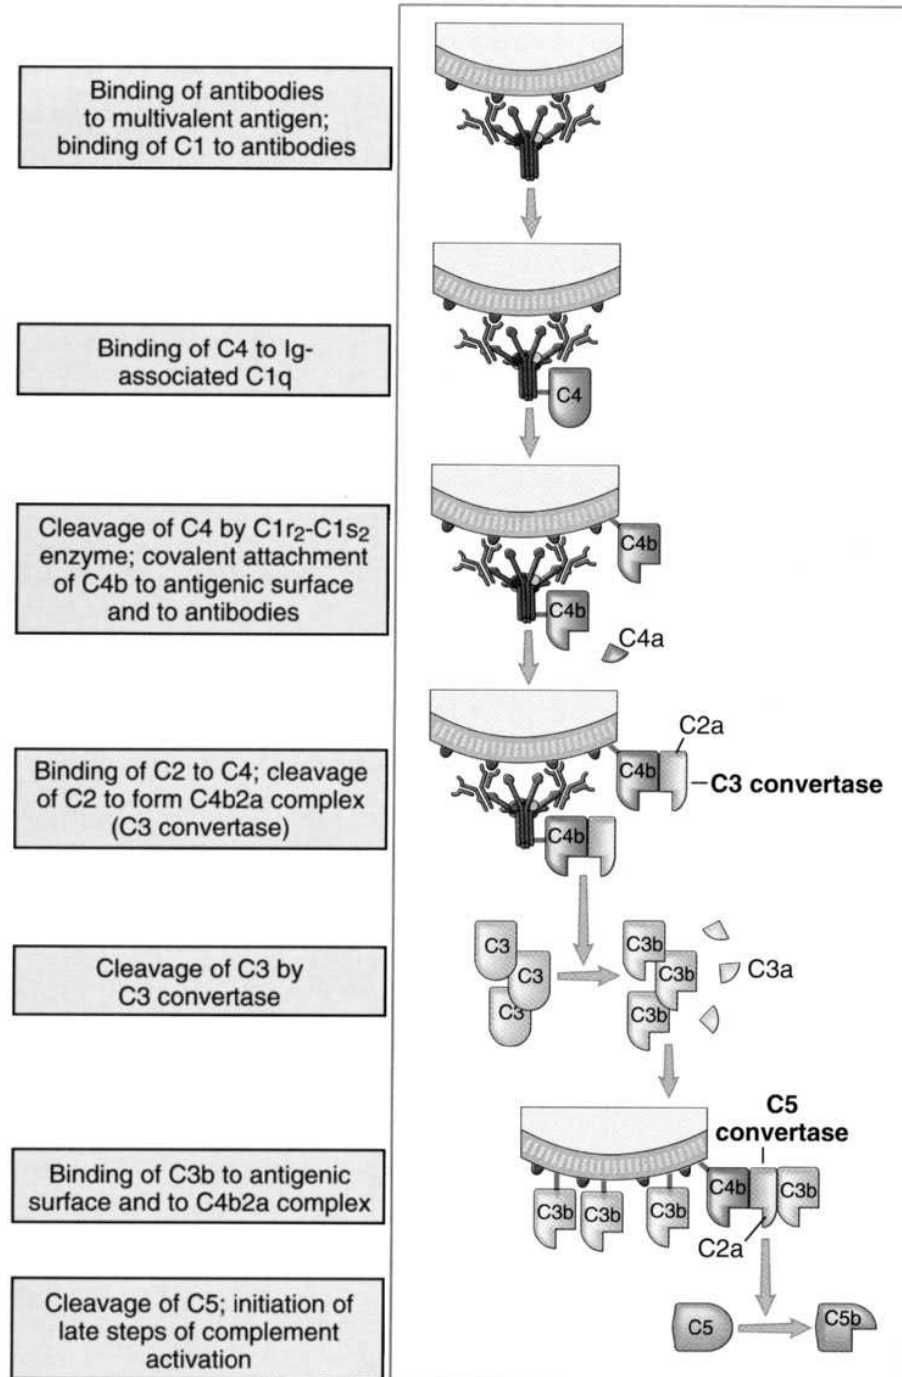 Binding of antibodies
to multivalent antigen;
binding of C1 to antibodies
Binding of C4 to Ig-
associated C1q
C4
Cleavage of C4 by C1r₂-C1s₂
enzyme; covalent attachment
of C4b to antigenic surface
and to antibodies
C4b
C4b
C4a
Binding of C2 to C4; cleavage
of C2 to form C4b2a complex
(C3 convertase)
C2a
C4b
C3 convertase
C4b
Cleavage of C3 by
C3 convertase
C3
C3
C3
C3b
C3b
C3b
C3a
Binding of C3b to antigenic
surface and to C4b2a complex
C5
convertase
C4b
C3b
C3b
C3b
C3b
C2a
Cleavage of C5; initiation of
late steps of complement
activation
C5
C5b